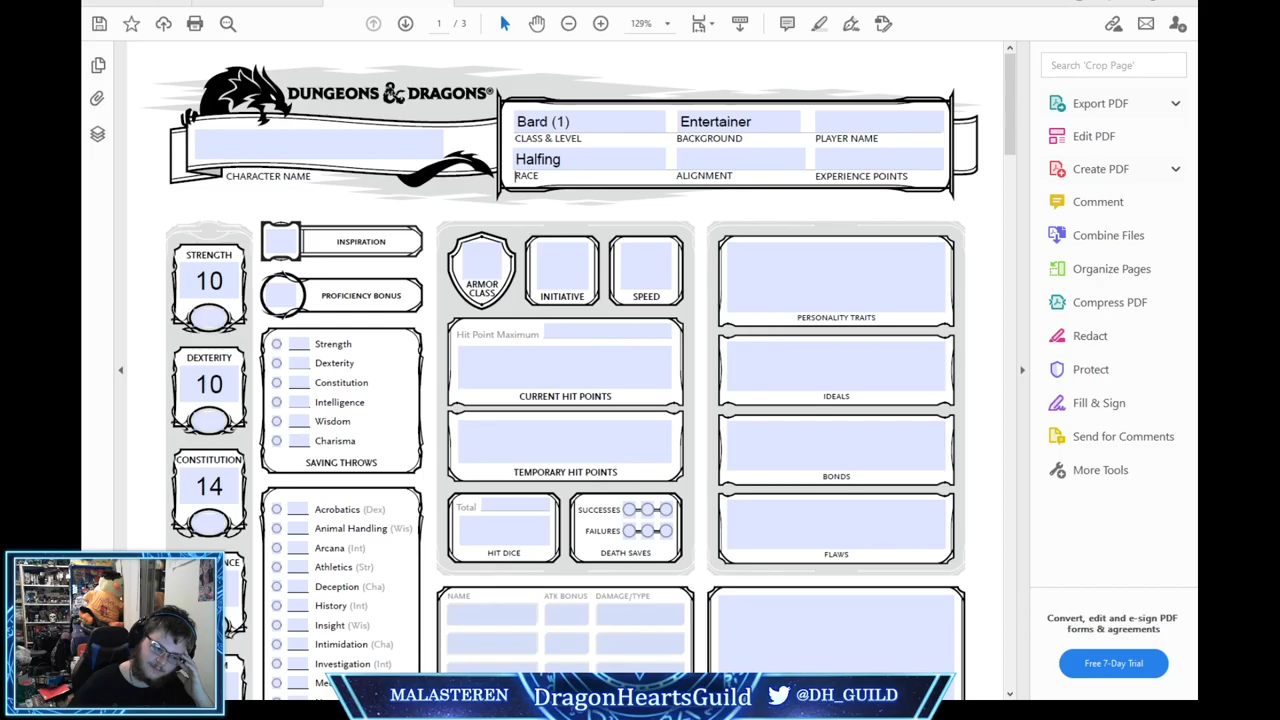 1 / 3
129%
Search 'Crop Page'
DUNGEONS & DRAGONS®
Bard (1)
Entertainer
CLASS & LEVEL
BACKGROUND
PLAYER NAME
Halfing
RACE
ALIGNMENT
EXPERIENCE POINTS
CHARACTER NAME
STRENGTH
10
DEXTERITY
10
CONSTITUTION
14
INSPIRATION
PROFICIENCY BONUS
Strength
Dexterity
Constitution
Intelligence
Wisdom
Charisma
SAVING THROWS
Acrobatics (Dex)
Animal Handling (Wis)
Arcana (Int)
Athletics (Str)
Deception (Cha)
History (Int)
Insight (Wis)
Intimidation (Cha)
Investigation (Int)
ARMOR
CLASS
INITIATIVE
SPEED
Hit Point Maximum
CURRENT HIT POINTS
TEMPORARY HIT POINTS
Total
HIT DICE
SUCCESSES
FAILURES
DEATH SAVES
NAME
ATK BONUS
DAMAGE/TYPE
PERSONALITY TRAITS
IDEALS
BONDS
FLAWS
Export PDF
Edit PDF
Create PDF
Comment
Combine Files
Organize Pages
Compress PDF
Redact
Protect
Fill & Sign
Send for Comments
More Tools
Convert, edit and e-sign PDF
forms & agreements
Free 7-Day Trial
MALASTEREN
DragonHeartsGuild
@DH_GUILD